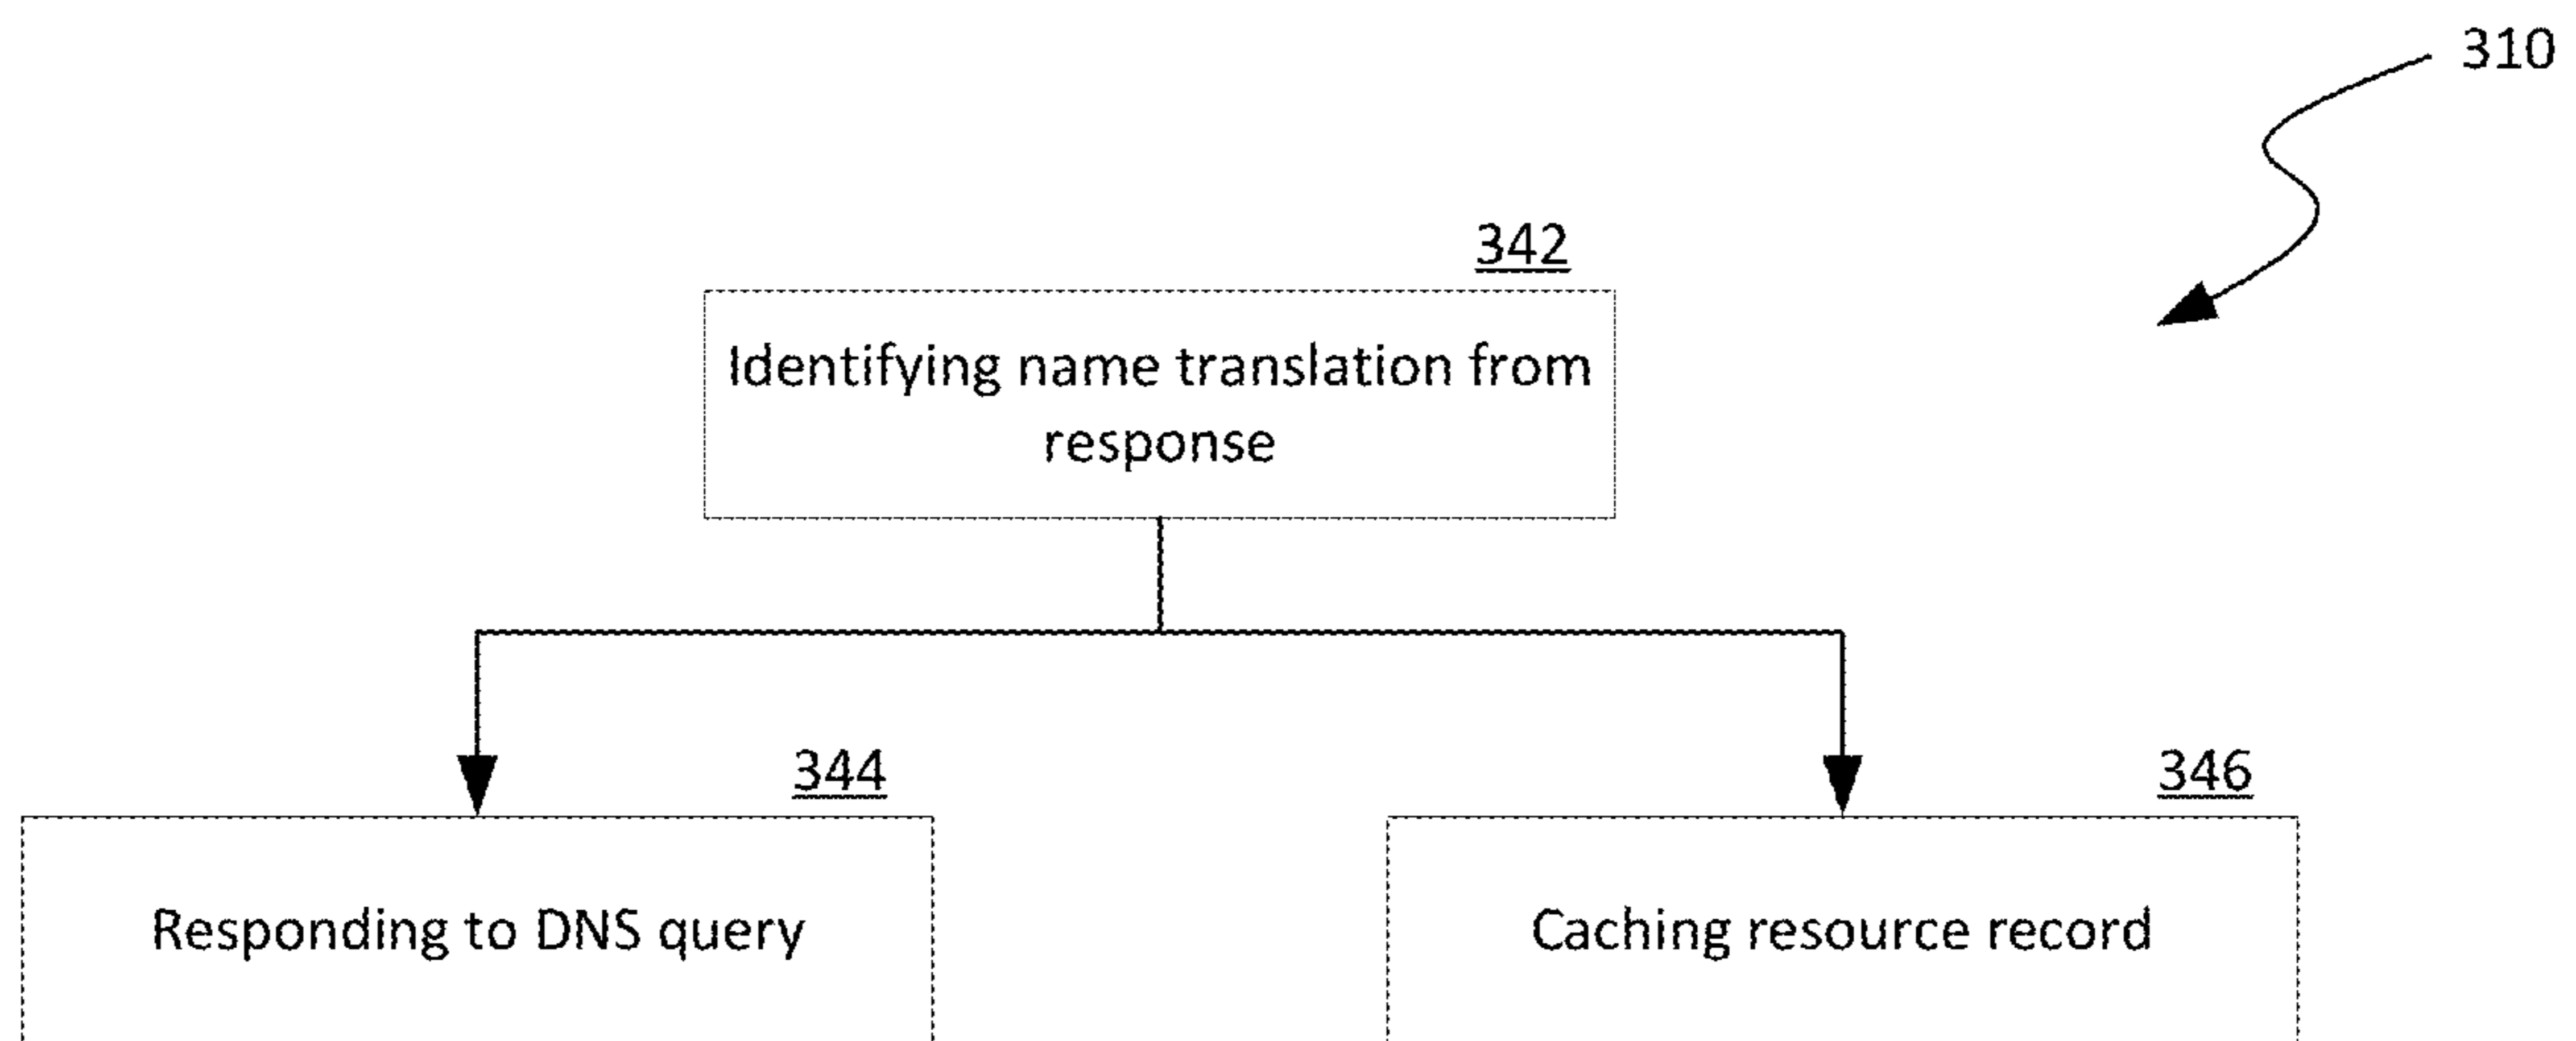 310
342
Identifying name translation from
response
344
346
Responding to DNS query
Caching resource record